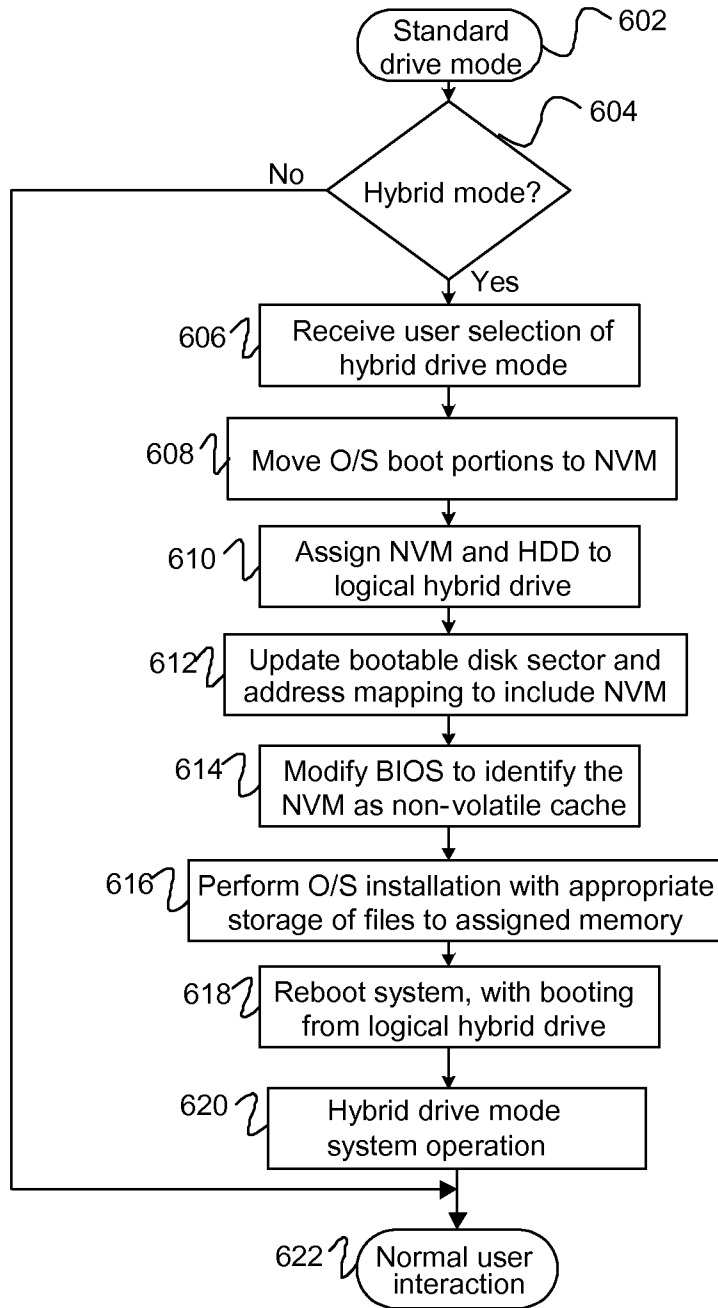 Standard
drive mode
602
604
Hybrid mode?
No
Yes
606
Receive user selection of
hybrid drive mode
608
Move O/S boot portions to NVM
610
Assign NVM and HDD to
logical hybrid drive
612
Update bootable disk sector and
address mapping to include NVM
614
Modify BIOS to identify the
NVM as non-volatile cache
616
Perform O/S installation with appropriate
storage of files to assigned memory
618
Reboot system, with booting
from logical hybrid drive
620
Hybrid drive mode
system operation
622
Normal user
interaction